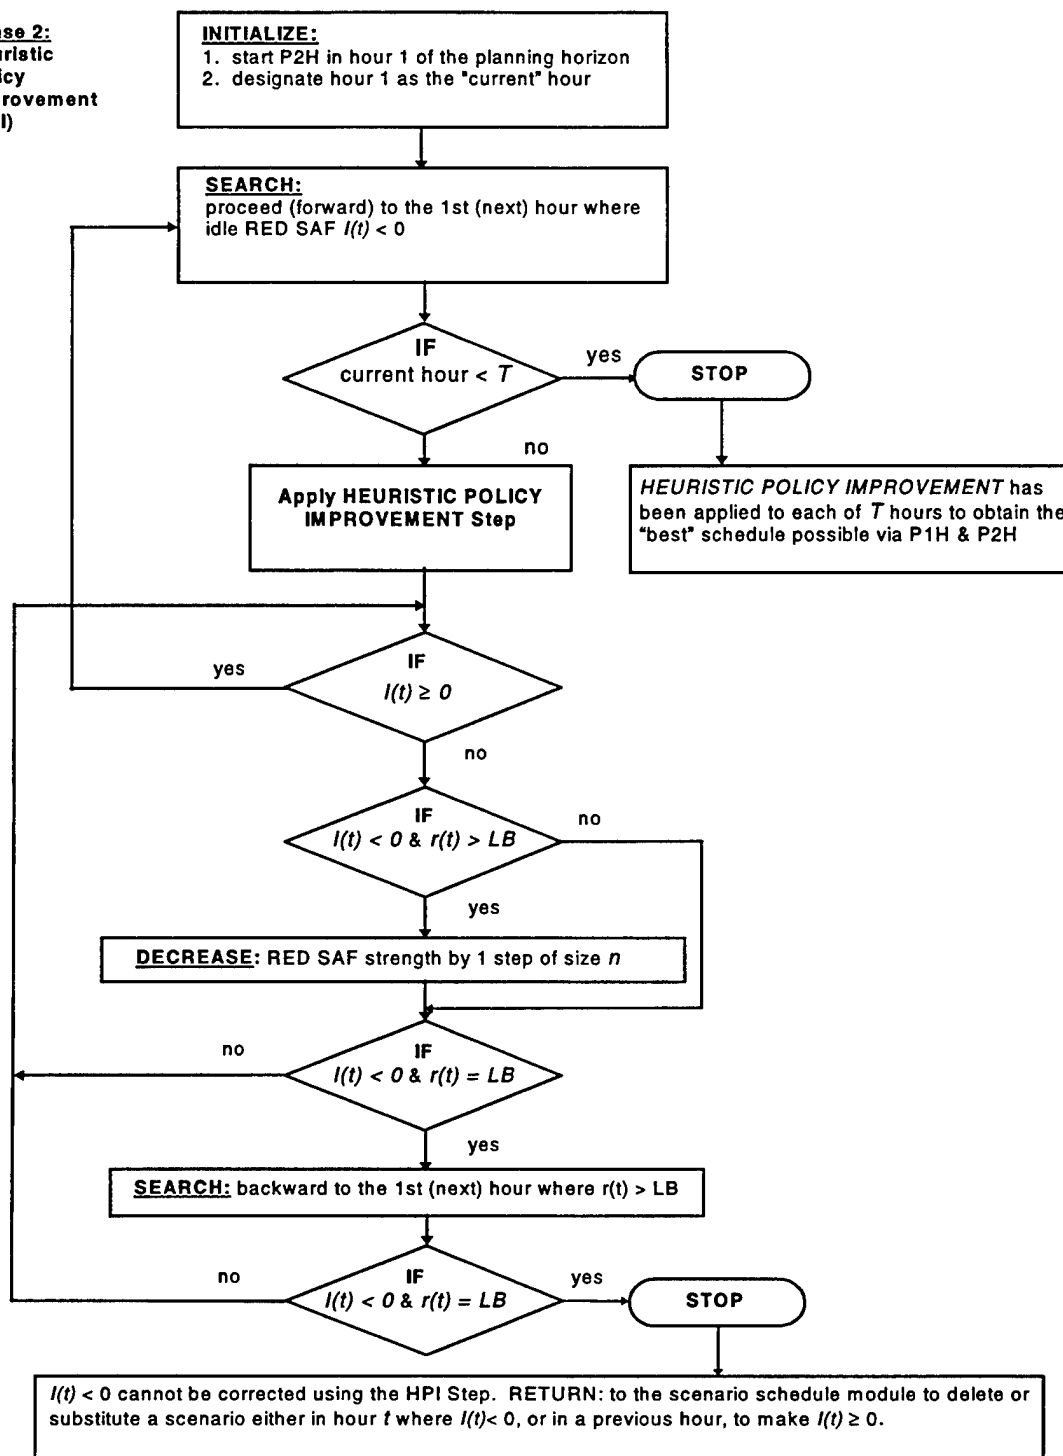 ase 2:
uristic
icy
rovement
I)
INITIALIZE:
1. start P2H in hour 1 of the planning horizon
2. designate hour 1 as the "current" hour
SEARCH:
proceed (forward) to the 1st (next) hour where
idle RED SAF I(t) < 0
IF
current hour < T
yes
STOP
no
Apply HEURISTIC POLICY
IMPROVEMENT Step
HEURISTIC POLICY IMPROVEMENT has
been applied to each of T hours to obtain the
"best" schedule possible via P1H & P2H
yes
IF
I(t) ≥ 0
no
IF
I(t) < 0 & r(t) > LB
no
yes
DECREASE: RED SAF strength by 1 step of size n
no
IF
I(t) < 0 & r(t) = LB
yes
SEARCH: backward to the 1st (next) hour where r(t) > LB
no
IF
I(t) < 0 & r(t) = LB
yes
STOP
I(t) < 0 cannot be corrected using the HPI Step. RETURN: to the scenario schedule module to delete or
substitute a scenario either in hour t where I(t)< 0, or in a previous hour, to make I(t) ≥ 0.